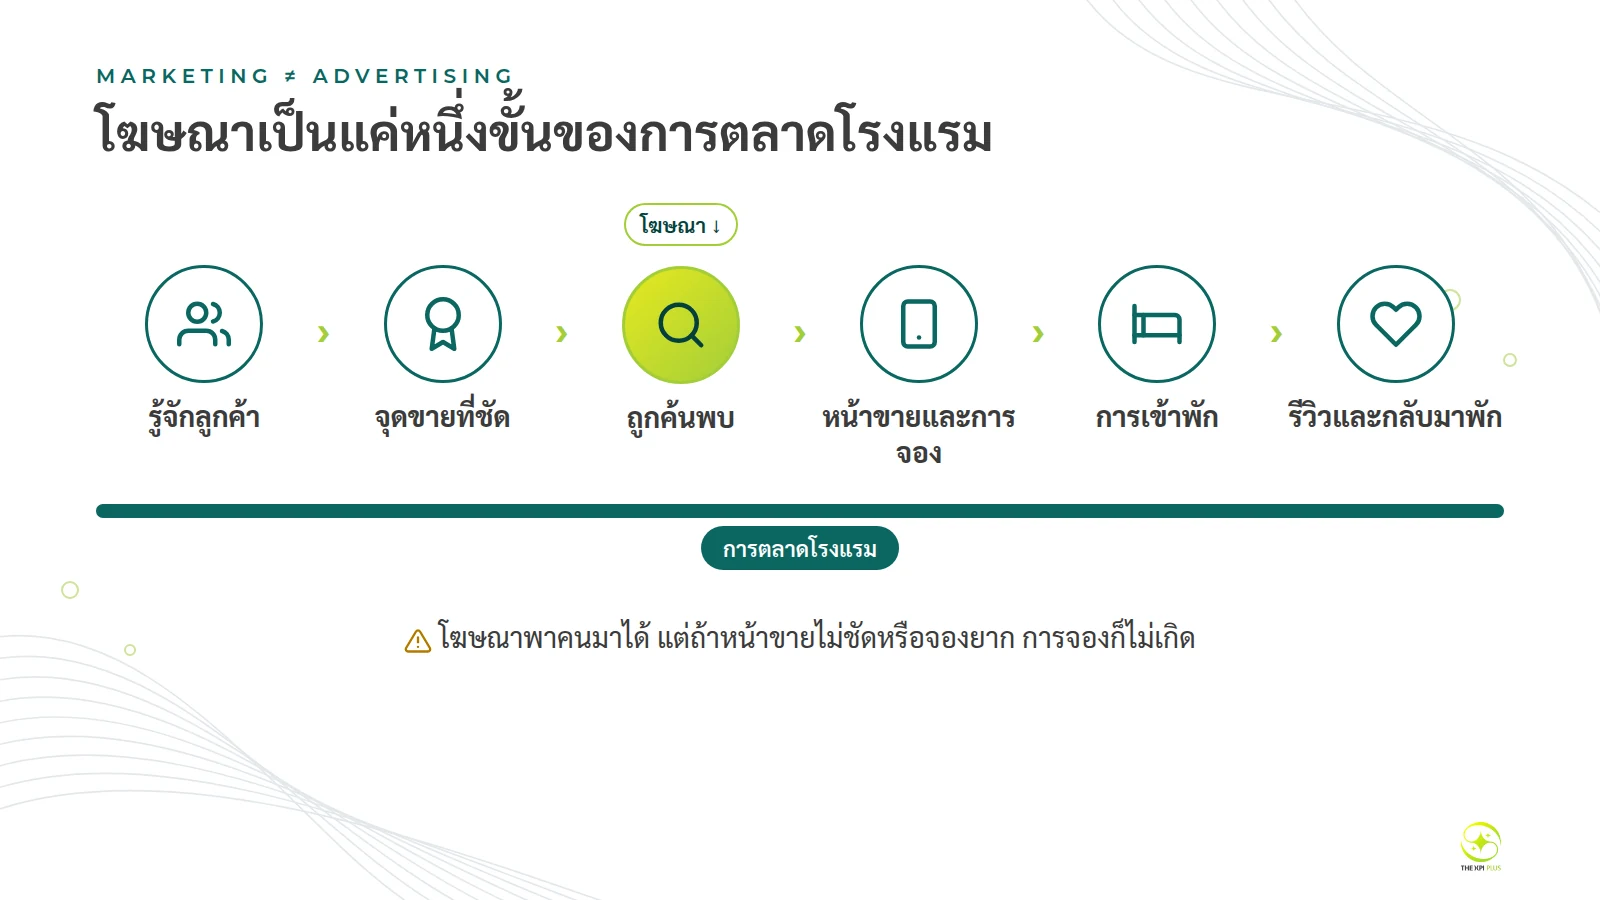 MARKETING ≠ ADVERTISING
โฆษณาเป็นแค่หนึ่งขั้นของการตลาดโรงแรม
โฆษณา ↓
รู้จักลูกค้า
จุดขายที่ชัด
ถูกค้นพบ
หน้าขายและการ
จอง
การเข้าพัก
รีวิวและกลับมาพัก
การตลาดโรงแรม
โฆษณาพาคนมาได้ แต่ถ้าหน้าขายไม่ชัดหรือจองยาก การจองก็ไม่เกิด
THE XPI PLUS